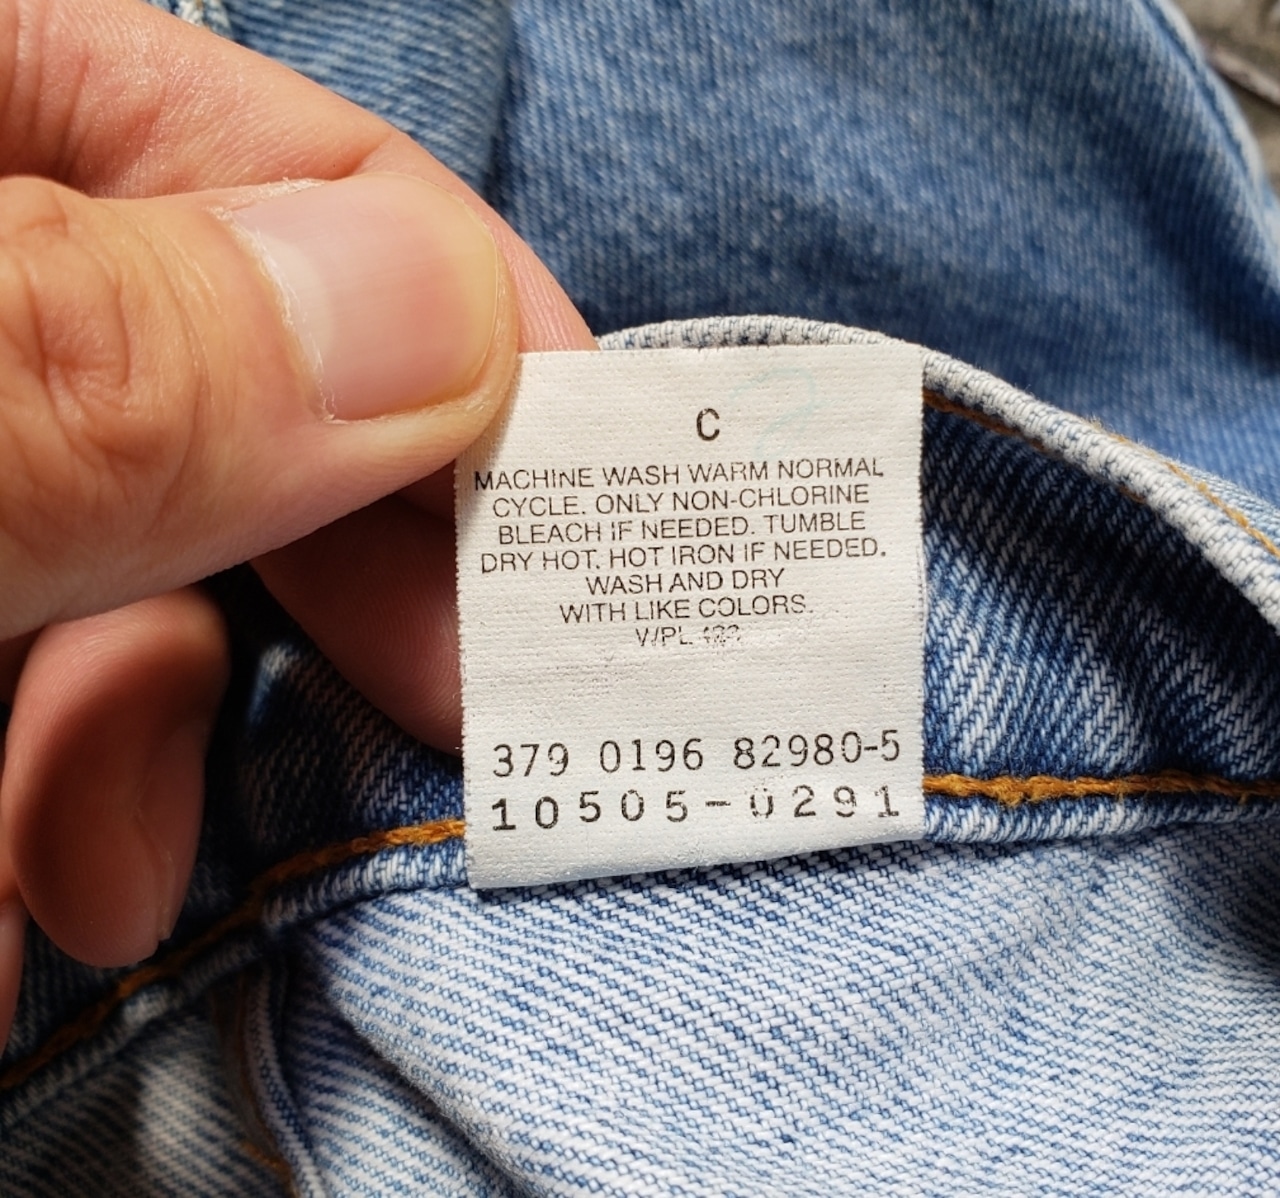 C
MACHINE WASH WARM NORMAL
CYCLE. ONLY NON-CHLORINE
BLEACH IF NEEDED. TUMBLE
DRY HOT. HOT IRON IF NEEDED.
WASH AND DRY
WITH LIKE COLORS.
WPL
379 0196 82980-5
10505-0291